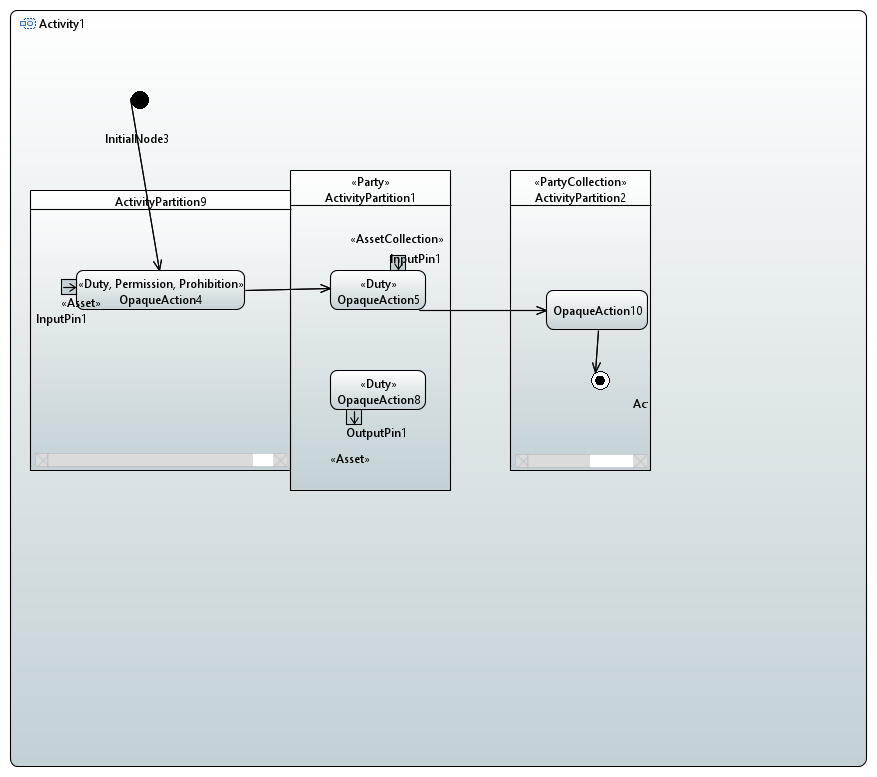 Activity1
InitialNode3
ActivityPartition9
«Duty, Permission, Prohibition»
OpaqueAction4
«Asset»
InputPin1
«Party»
ActivityPartition1
«AssetCollection»
InputPin1
«Duty»
OpaqueAction5
«Duty»
OpaqueAction8
OutputPin1
«Asset»
«PartyCollection»
ActivityPartition2
OpaqueAction10
Ac